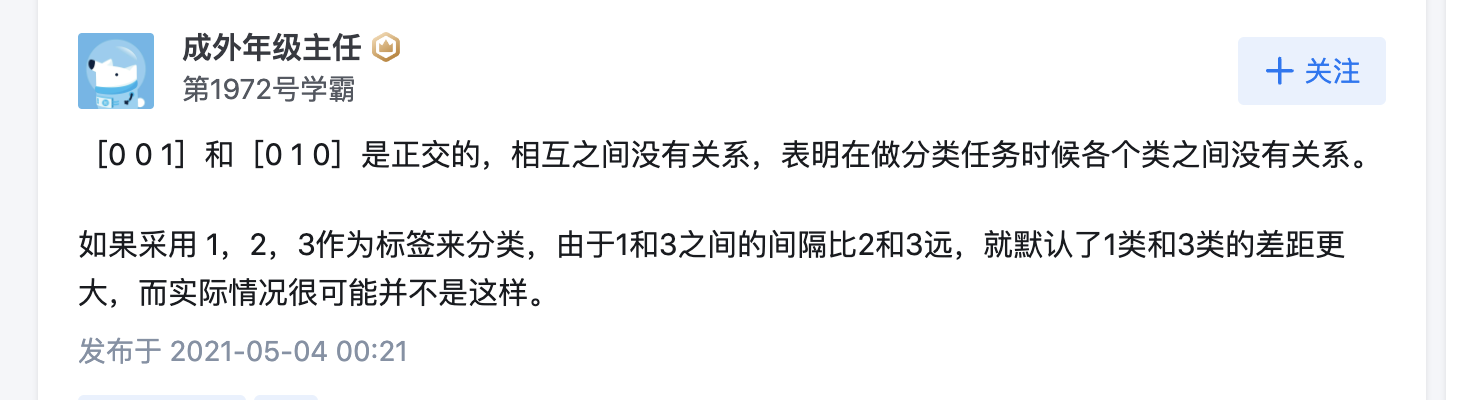 成外年级主任
第1972号学霸
+ 关注
[0 0 1] 和 [0 1 0] 是正交的，相互之间没有关系，表明在做分类任务时候各个类之间没有关系。
如果采用 1，2，3作为标签来分类，由于1和3之间的间隔比2和3远，就默认了1类和3类的差距更
大，而实际情况很可能并不是这样。
发布于 2021-05-04 00:21